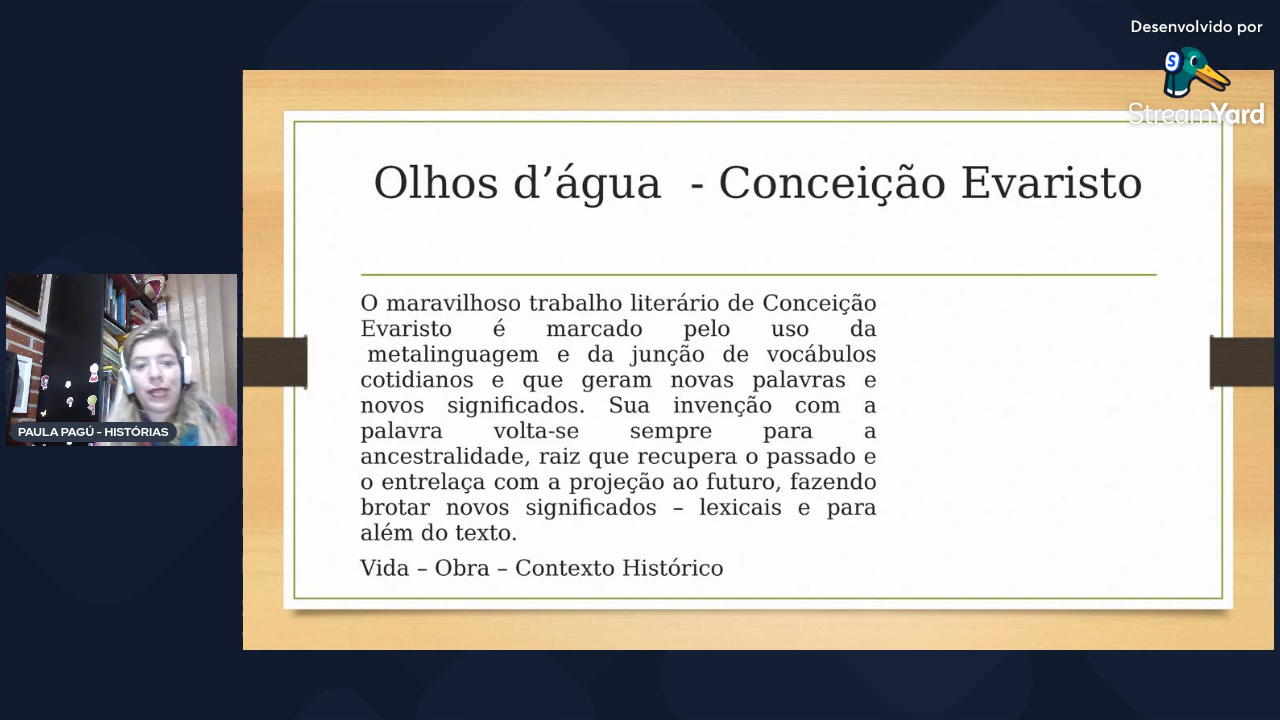 Desenvolvido por
StreamYard
Olhos d’água - Conceição Evaristo
O maravilhoso trabalho literário de Conceição
Evaristo é marcado pelo uso da
metalinguagem e da junção de vocábulos
cotidianos e que geram novas palavras e
novos significados. Sua invenção com a
palavra volta-se sempre para a
ancestralidade, raiz que recupera o passado e
o entrelaça com a projeção ao futuro, fazendo
brotar novos significados – lexicais e para
além do texto.
Vida – Obra – Contexto Histórico
PAULA PAGÚ - HISTÓRIAS